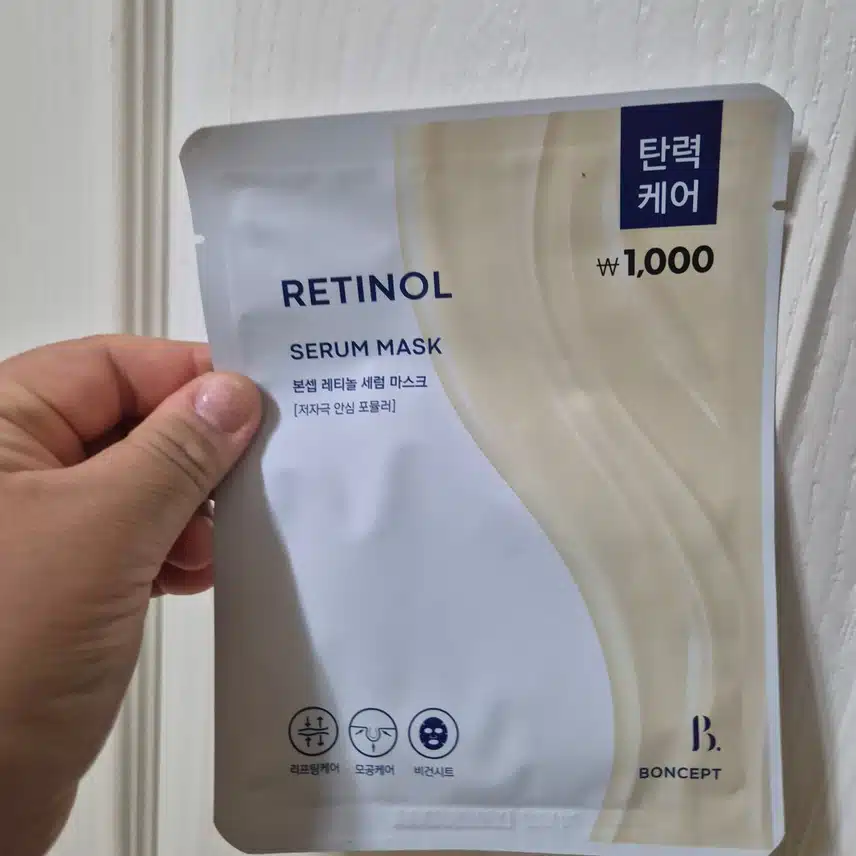 탄력
케어
₩1,000
RETINOL
SERUM MASK
본셉 레티놀 세럼 마스크
[저자극 안심 포뮬러]
리프팅케어
모공케어
비건시트
B.
BONCEPT